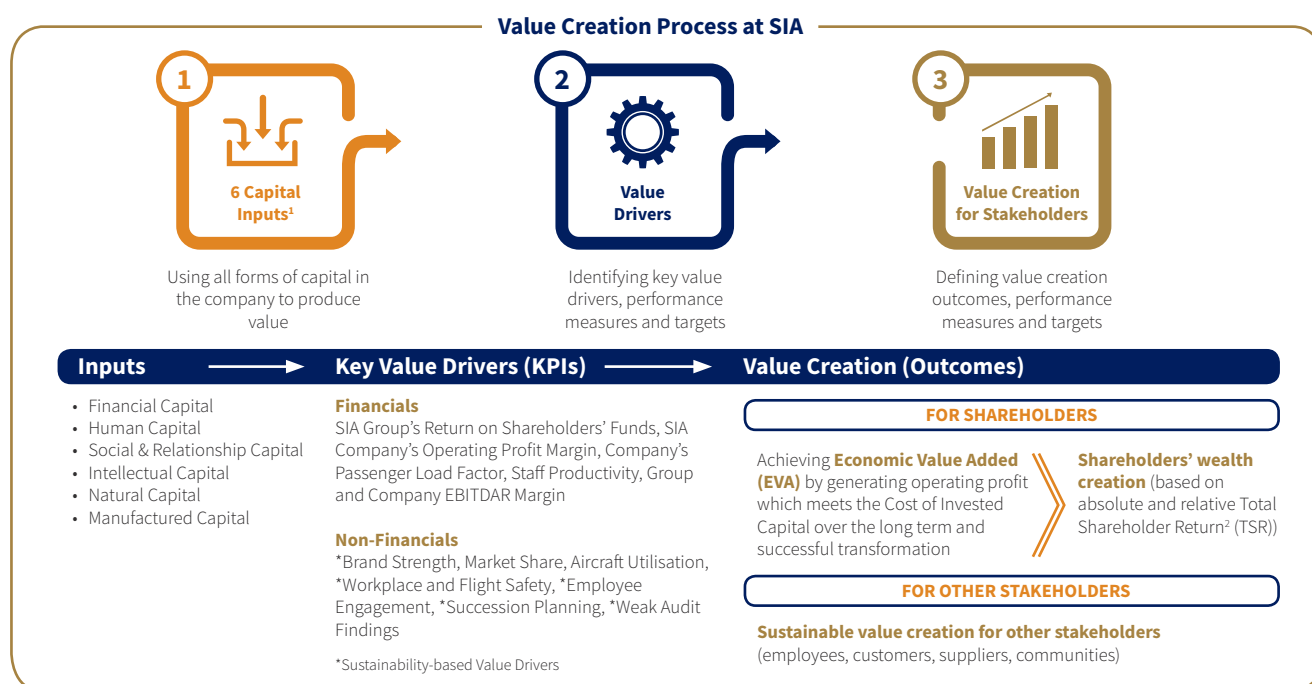 Value Creation Process at SIA
1
6 Capital
Inputs¹
Using all forms of capital in
the company to produce
value
2
Value
Drivers
Identifying key value
drivers, performance
measures and targets
3
Value Creation
for Stakeholders
Defining value creation
outcomes, performance
measures and targets
Inputs
Key Value Drivers (KPIs)
Value Creation (Outcomes)
• Financial Capital
• Human Capital
• Social & Relationship Capital
• Intellectual Capital
• Natural Capital
• Manufactured Capital
Financials
SIA Group’s Return on Shareholders’ Funds, SIA
Company’s Operating Profit Margin, Company’s
Passenger Load Factor, Staff Productivity, Group
and Company EBITDAR Margin
Non-Financials
*Brand Strength, Market Share, Aircraft Utilisation,
*Workplace and Flight Safety, *Employee
Engagement, *Succession Planning, *Weak Audit
Findings
*Sustainability-based Value Drivers
FOR SHAREHOLDERS
Achieving Economic Value Added
(EVA) by generating operating profit
which meets the Cost of Invested
Capital over the long term and
successful transformation
Shareholders’ wealth
creation (based on
absolute and relative Total
Shareholder Return² (TSR))
FOR OTHER STAKEHOLDERS
Sustainable value creation for other stakeholders
(employees, customers, suppliers, communities)